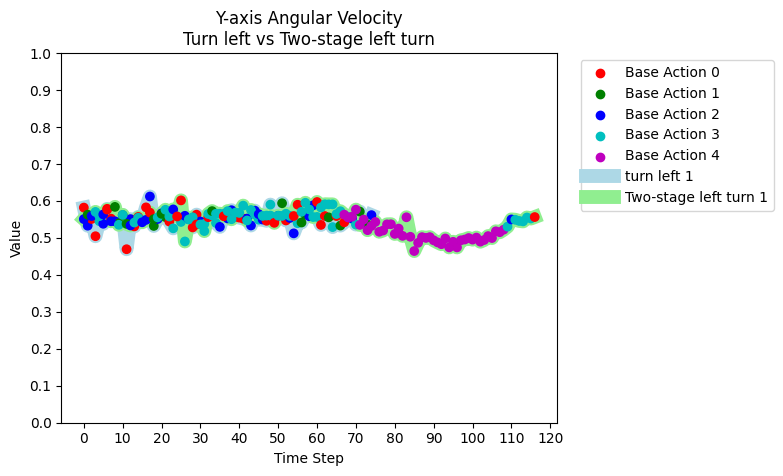 Y-axis Angular Velocity
Turn left vs Two-stage left turn
Value
1.0
0.9
0.8
0.7
0.6
0.5
0.4
0.3
0.2
0.1
0.0
0 10 20 30 40 50 60 70 80 90 100 110 120
Time Step
Base Action 0
Base Action 1
Base Action 2
Base Action 3
Base Action 4
turn left 1
Two-stage left turn 1